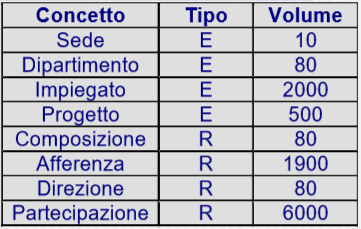 Concetto Tipo Volume
Sede E 10
Dipartimento E 80
Impiegato E 2000
Progetto E 500
Composizione R 80
Afferenza R 1900
Direzione R 80
Partecipazione R 6000